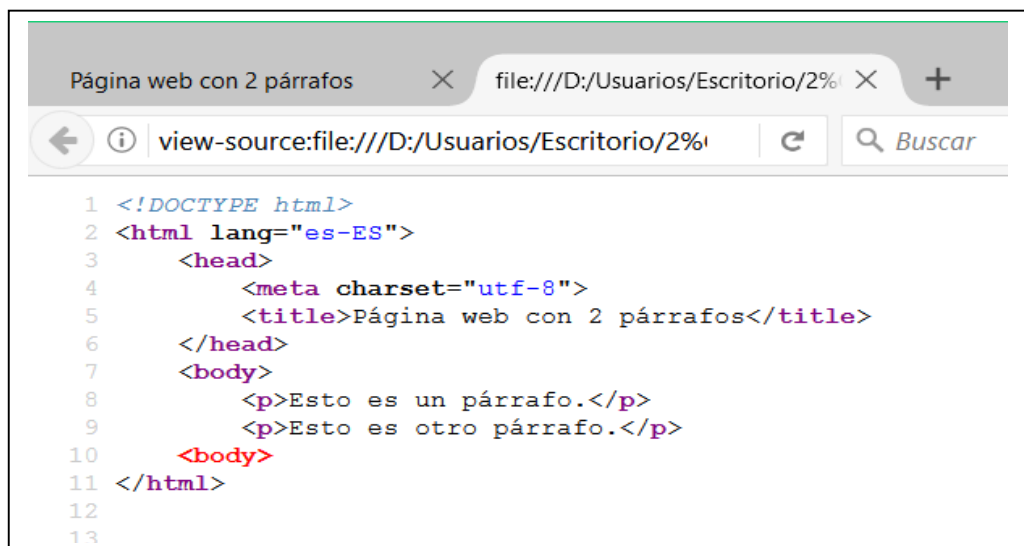 Página web con 2 párrafos file:///D:/Usuarios/Escritorio/2%
view-source:file:///D:/Usuarios/Escritorio/2% Buscar
1 <!DOCTYPE html>
2 <html lang="es-ES">
3 <head>
4 <meta charset="utf-8">
5 <title>Página web con 2 párrafos</title>
6 </head>
7 <body>
8 <p>Esto es un párrafo.</p>
9 <p>Esto es otro párrafo.</p>
10 <body>
11 </html>
12
13